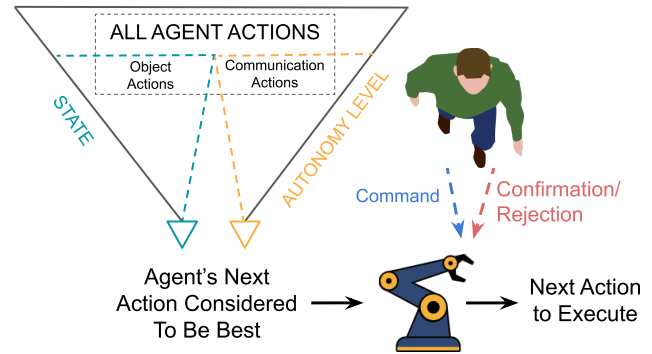 ALL AGENT ACTIONS
Object
Actions
Communication
Actions
STATE
AUTONOMY LEVEL
Command
Confirmation/
Rejection
Agent's Next
Action Considered
To Be Best
Next Action
to Execute